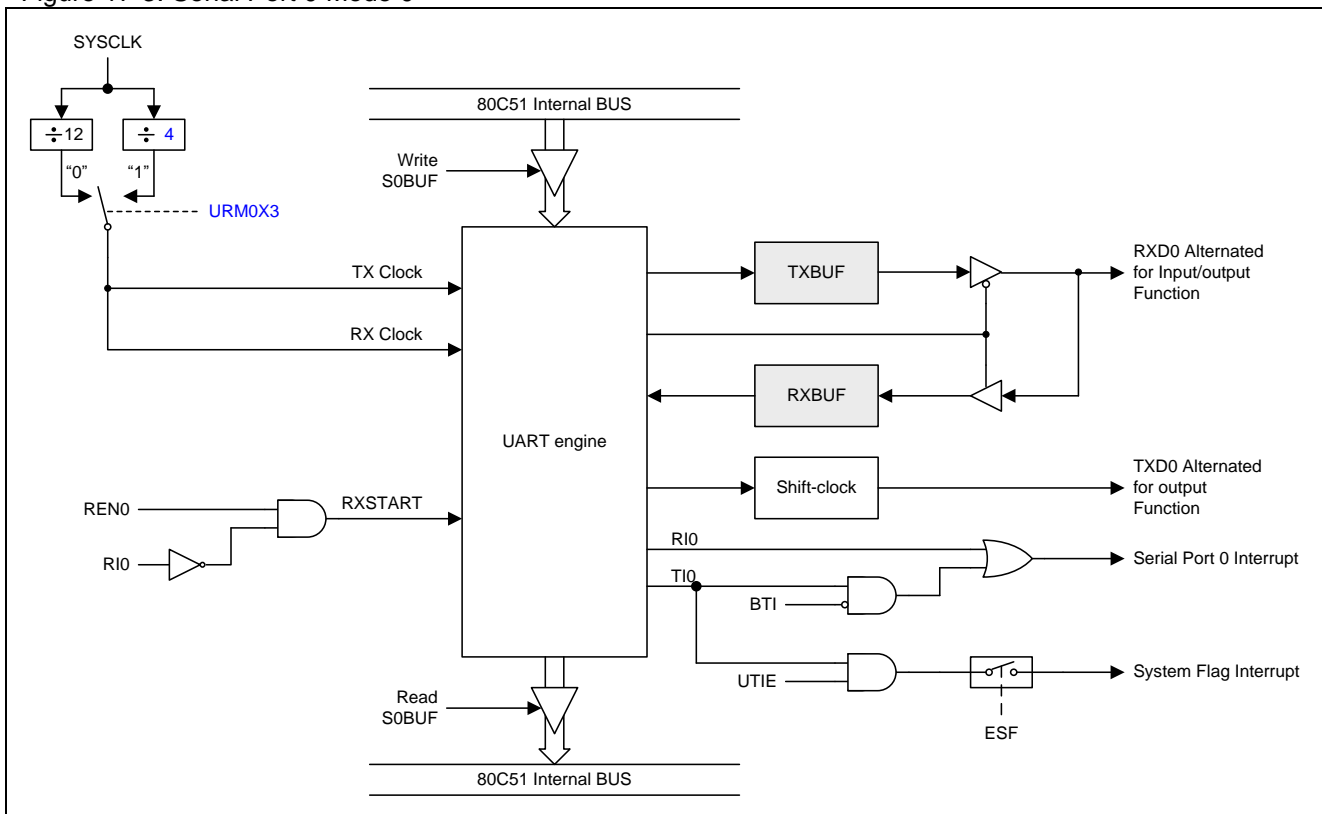 Figure Serial Port 0 Mode 0
SYSCLK
÷12
÷ 4
"0"
"1"
URM0X3
80C51 Internal BUS
Write
S0BUF
TX Clock
RX Clock
UART engine
TXBUF
RXBUF
RXD0 Alternated
for Input/output
Function
Shift-clock
TXD0 Alternated
for output
Function
REN0
RI0
RXSTART
RI0
TI0
BTI
Serial Port 0 Interrupt
UTIE
ESF
System Flag Interrupt
Read
S0BUF
80C51 Internal BUS